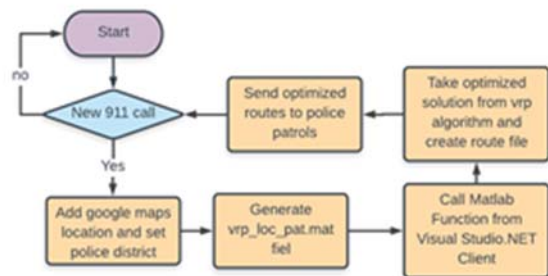 Start
no
New 911 call
Yes
Add google maps
location and set
police district
Generate
vrp_loc_pat.mat
fiel
Call Matlab
Function from
Visual Studio.NET
Client
Take optimized
solution from vrp
algorithm and
create route file
Send optimized
routes to police
patrols